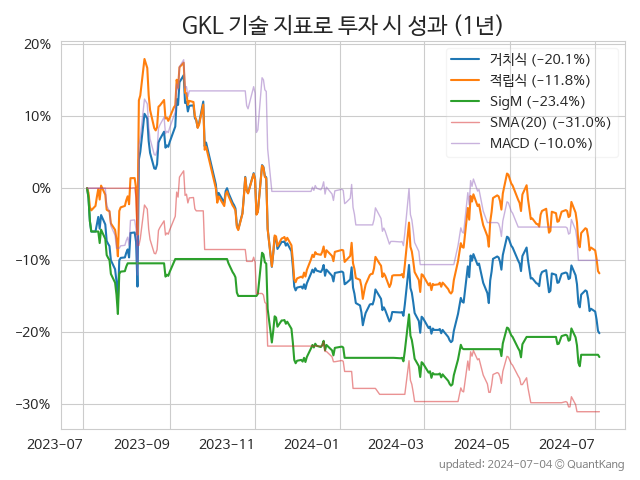 GKL 기술 지표로 투자 시 성과 (1년)
20%
10%
0%
−10%
−20%
−30%
거치식 (−20.1%)
적립식 (−11.8%)
SigM (−23.4%)
SMA(20) (−31.0%)
MACD (−10.0%)
2023-07
2023-09
2023-11
2024-01
2024-03
2024-05
2024-07
updated: 2024-07-04 @ QuantKang